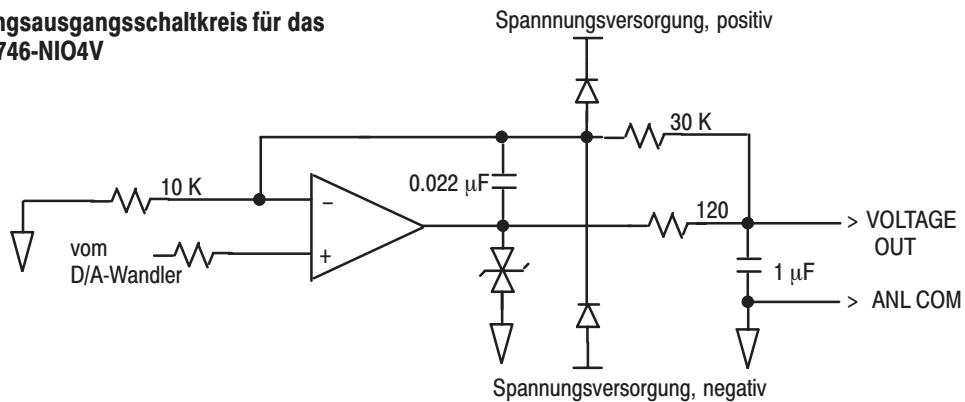 ngsausgangsschaltkreis für das
746-NIO4V
Spannnungsversorgung, positiv
30 K
10 K
0.022 µF
−
120
> VOLTAGE
OUT
vom
D/A-Wandler
+
1 µF
> ANL COM
Spannungsversorgung, negativ